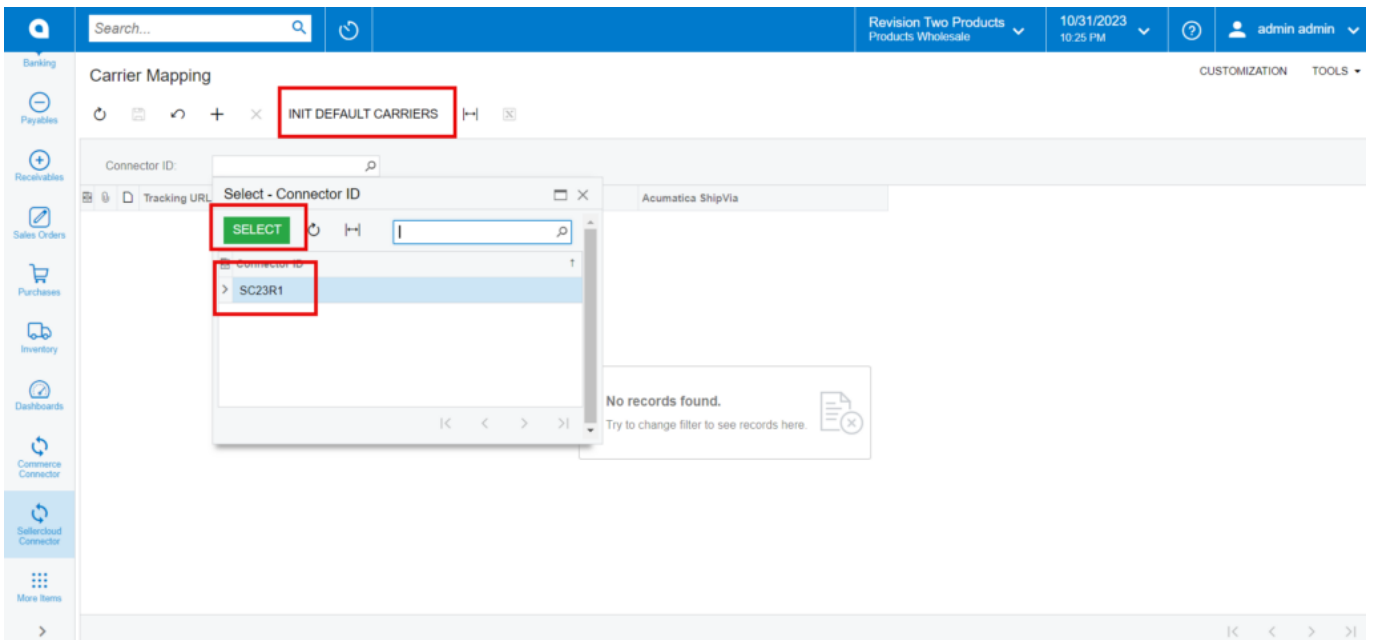 Search...
Revision Two Products
Products Wholesale
10/31/2023
10:25 PM
admin admin
Banking
Payables
Receivables
Sales Orders
Purchases
Inventory
Dashboards
Commerce
Connector
Sellercloud
Connector
More Items
Carrier Mapping
CUSTOMIZATION TOOLS
INIT DEFAULT CARRIERS
Connector ID:
Tracking URL
Acumatica ShipVia
Select - Connector ID
SELECT
Connector ID
SC23R1
No records found.
Try to change filter to see records here.